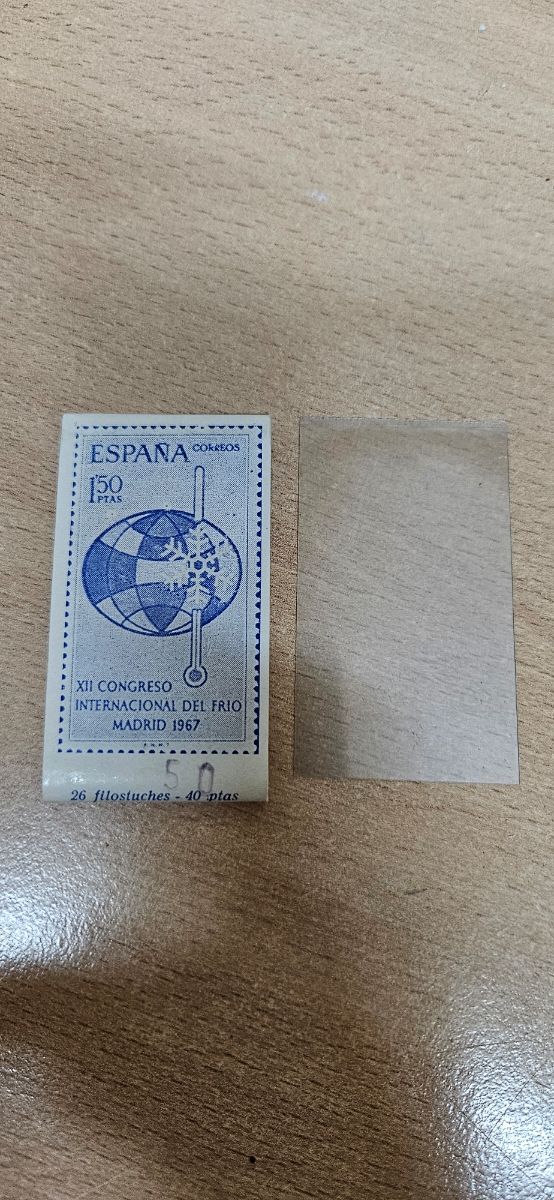 ESPAÑA CORREOS
1'50
PTAS
XII CONGRESO
INTERNACIONAL DEL FRIO
MADRID 1967
50
26 filostuches - 40 ptas